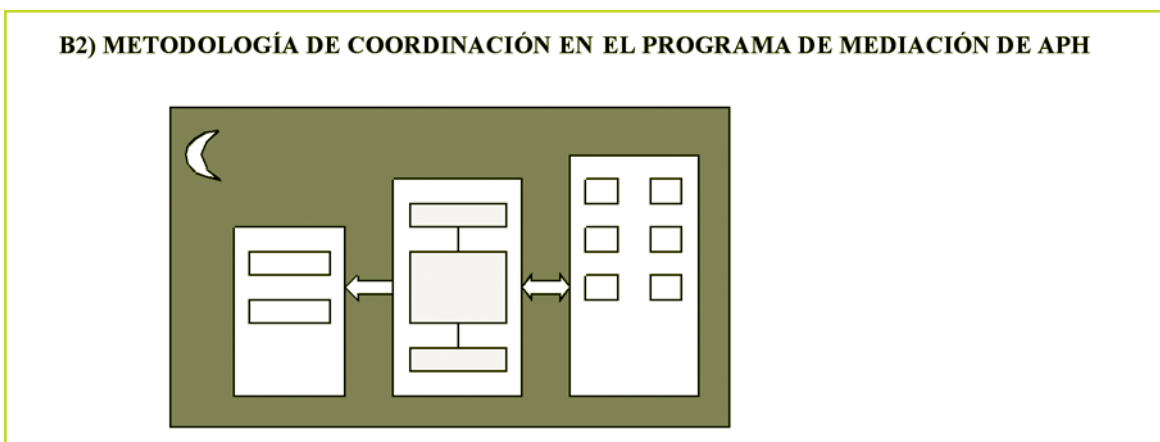 B2) METODOLOGÍA DE COORDINACIÓN EN EL PROGRAMA DE MEDIACIÓN DE APH